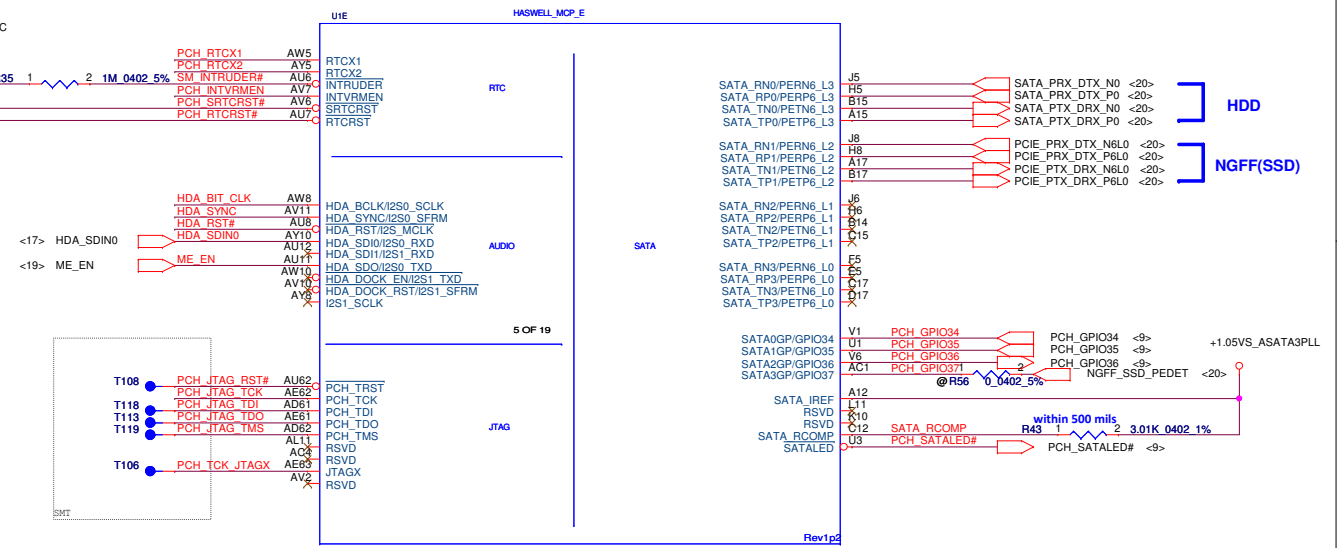 U1E
HASWELL_MCP_E
C
PCH_RTCX1 AW5 RTCX1
PCH_RTCX2 AY5 RTCX2
35 1 2 1M_0402_5% SM_INTRUDER# AU6 INTRUDER
PCH_INTVRMEN AV7 INTVRMEN
PCH_SRTCRST# AV6 SRTCRST
PCH_RTCRST# AU7 RTCRST
RTC
HDA_BIT_CLK AW8 HDA_BCLK/I2S0_SCLK
HDA_SYNC AV11 HDA_SYNC/I2S0_SFRM
HDA_RST# AU8 HDA_RST/I2S_MCLK
<17> HDA_SDIN0 HDA_SDIN0 AY10 HDA_SDI0/I2S0_RXD
AU12 HDA_SDI1/I2S1_RXD
<19> ME_EN ME_EN AU11 HDA_SDO/I2S0_TXD
AW10 HDA_DOCK_EN/I2S1_TXD
AV10 HDA_DOCK_RST/I2S1_SFRM
AY8 I2S1_SCLK
AUDIO
SATA
5 OF 19
T108 PCH_JTAG_RST# AU62 PCH_TRST
PCH_JTAG_TCK AE62 PCH_TCK
T118 PCH_JTAG_TDI AD61 PCH_TDI
T113 PCH_JTAG_TDO AE61 PCH_TDO
T119 PCH_JTAG_TMS AD62 PCH_TMS
AL11 RSVD
AC4 RSVD
T106 PCH_TCK_JTAGX AE63 JTAGX
AV2 RSVD
JTAG
SMT
SATA_RN0/PERN6_L3 J5 SATA_PRX_DTX_N0 <20>
SATA_RP0/PERP6_L3 H5 SATA_PRX_DTX_P0 <20>
SATA_TN0/PETN6_L3 B15 SATA_PTX_DRX_N0 <20>
SATA_TP0/PETP6_L3 A15 SATA_PTX_DRX_P0 <20>
HDD
SATA_RN1/PERN6_L2 J8 PCIE_PRX_DTX_N6L0 <20>
SATA_RP1/PERP6_L2 H8 PCIE_PRX_DTX_P6L0 <20>
SATA_TN1/PETN6_L2 A17 PCIE_PTX_DRX_N6L0 <20>
SATA_TP1/PETP6_L2 B17 PCIE_PTX_DRX_P6L0 <20>
NGFF(SSD)
SATA_RN2/PERN6_L1 J6
SATA_RP2/PERP6_L1 H6
SATA_TN2/PETN6_L1 B14
SATA_TP2/PETP6_L1 C15
SATA_RN3/PERN6_L0 F5
SATA_RP3/PERP6_L0 E5
SATA_TN3/PETN6_L0 C17
SATA_TP3/PETP6_L0 D17
SATA0GP/GPIO34 V1 PCH_GPIO34 PCH_GPIO34 <9>
SATA1GP/GPIO35 U1 PCH_GPIO35 PCH_GPIO35 <9>
SATA2GP/GPIO36 V6 PCH_GPIO36 PCH_GPIO36 <9>
SATA3GP/GPIO37 AC1 PCH_GPIO37 1 2 NGFF_SSD_PEDET <20>
@R56 0_0402_5%
+1.05VS_ASATA3PLL
SATA_IREF A12
RSVD L11
RSVD K10
within 500 mils
SATA_RCOMP C12 SATA_RCOMP R43 1 2 3.01K_0402_1%
SATALED U3 PCH_SATALED# PCH_SATALED# <9>
Rev1p2